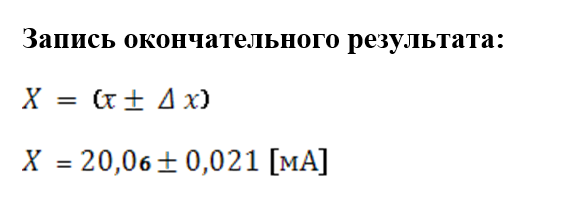 Запись окончательного результата:
X = (x ± Δ x)
X = 20,06 ± 0,021 [мА]